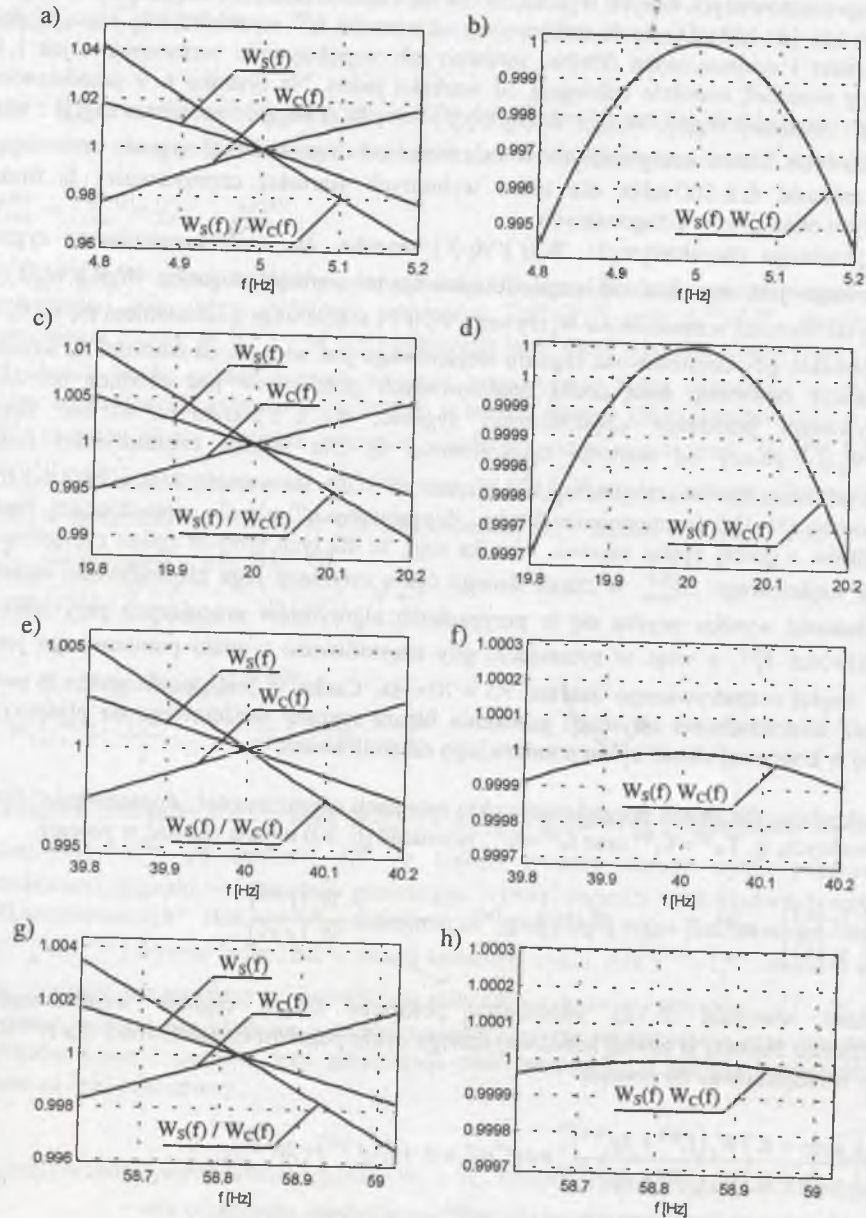 a)
1.04
1.02
1
0.98
0.96
4.8 4.9 5 5.1 5.2
f [Hz]
W_S(f)
W_C(f)
W_S(f) / W_C(f)
b)
1
0.999
0.998
0.997
0.996
0.995
4.8 4.9 5 5.1 5.2
f [Hz]
W_S(f) W_C(f)
c)
1.01
1.005
1
0.995
0.99
19.8 19.9 20 20.1 20.2
f [Hz]
W_S(f)
W_C(f)
W_S(f) / W_C(f)
d)
1
0.9999
0.9999
0.9998
0.9998
0.9997
0.9997
19.8 19.9 20 20.1 20.2
f [Hz]
W_S(f) W_C(f)
e)
1.005
1
0.995
39.8 39.9 40 40.1 40.2
f [Hz]
W_S(f)
W_C(f)
W_S(f) / W_C(f)
f)
1.0003
1.0002
1.0001
1
0.9999
0.9998
0.9997
39.8 39.9 40 40.1 40.2
f [Hz]
W_S(f) W_C(f)
g)
1.004
1.002
1
0.998
0.996
58.7 58.8 58.9 59
f [Hz]
W_S(f)
W_C(f)
W_S(f) / W_C(f)
h)
1.0003
1.0002
1.0001
1
0.9999
0.9998
0.9997
58.7 58.8 58.9 59
f [Hz]
W_S(f) W_C(f)